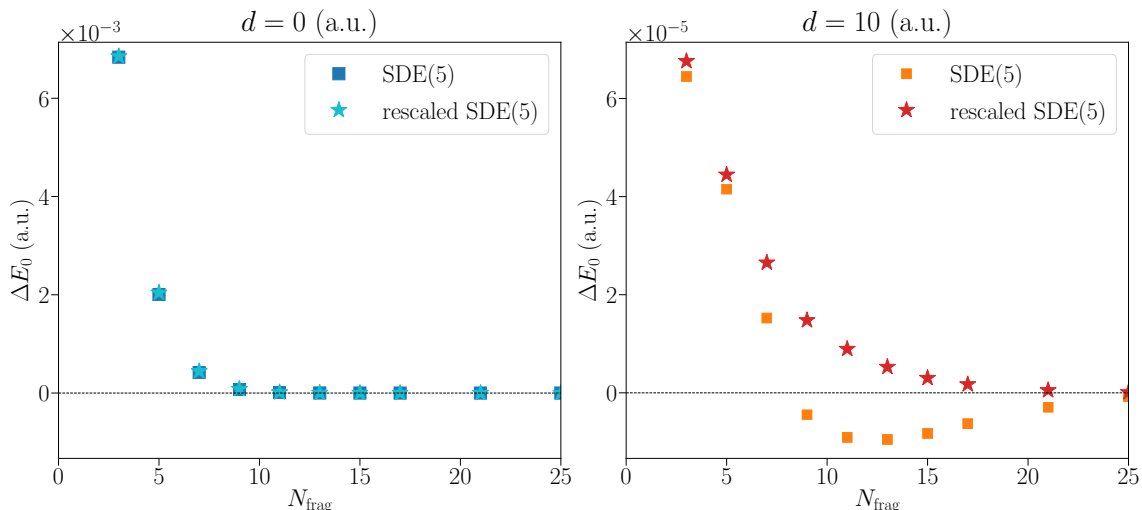 d = 0 (a.u.)
×10⁻³
SDE(5)
rescaled SDE(5)
6
4
2
0
ΔE₀ (a.u.)
0 5 10 15 20 25
N_frag
d = 10 (a.u.)
×10⁻⁵
SDE(5)
rescaled SDE(5)
6
4
2
0
ΔE₀ (a.u.)
0 5 10 15 20 25
N_frag